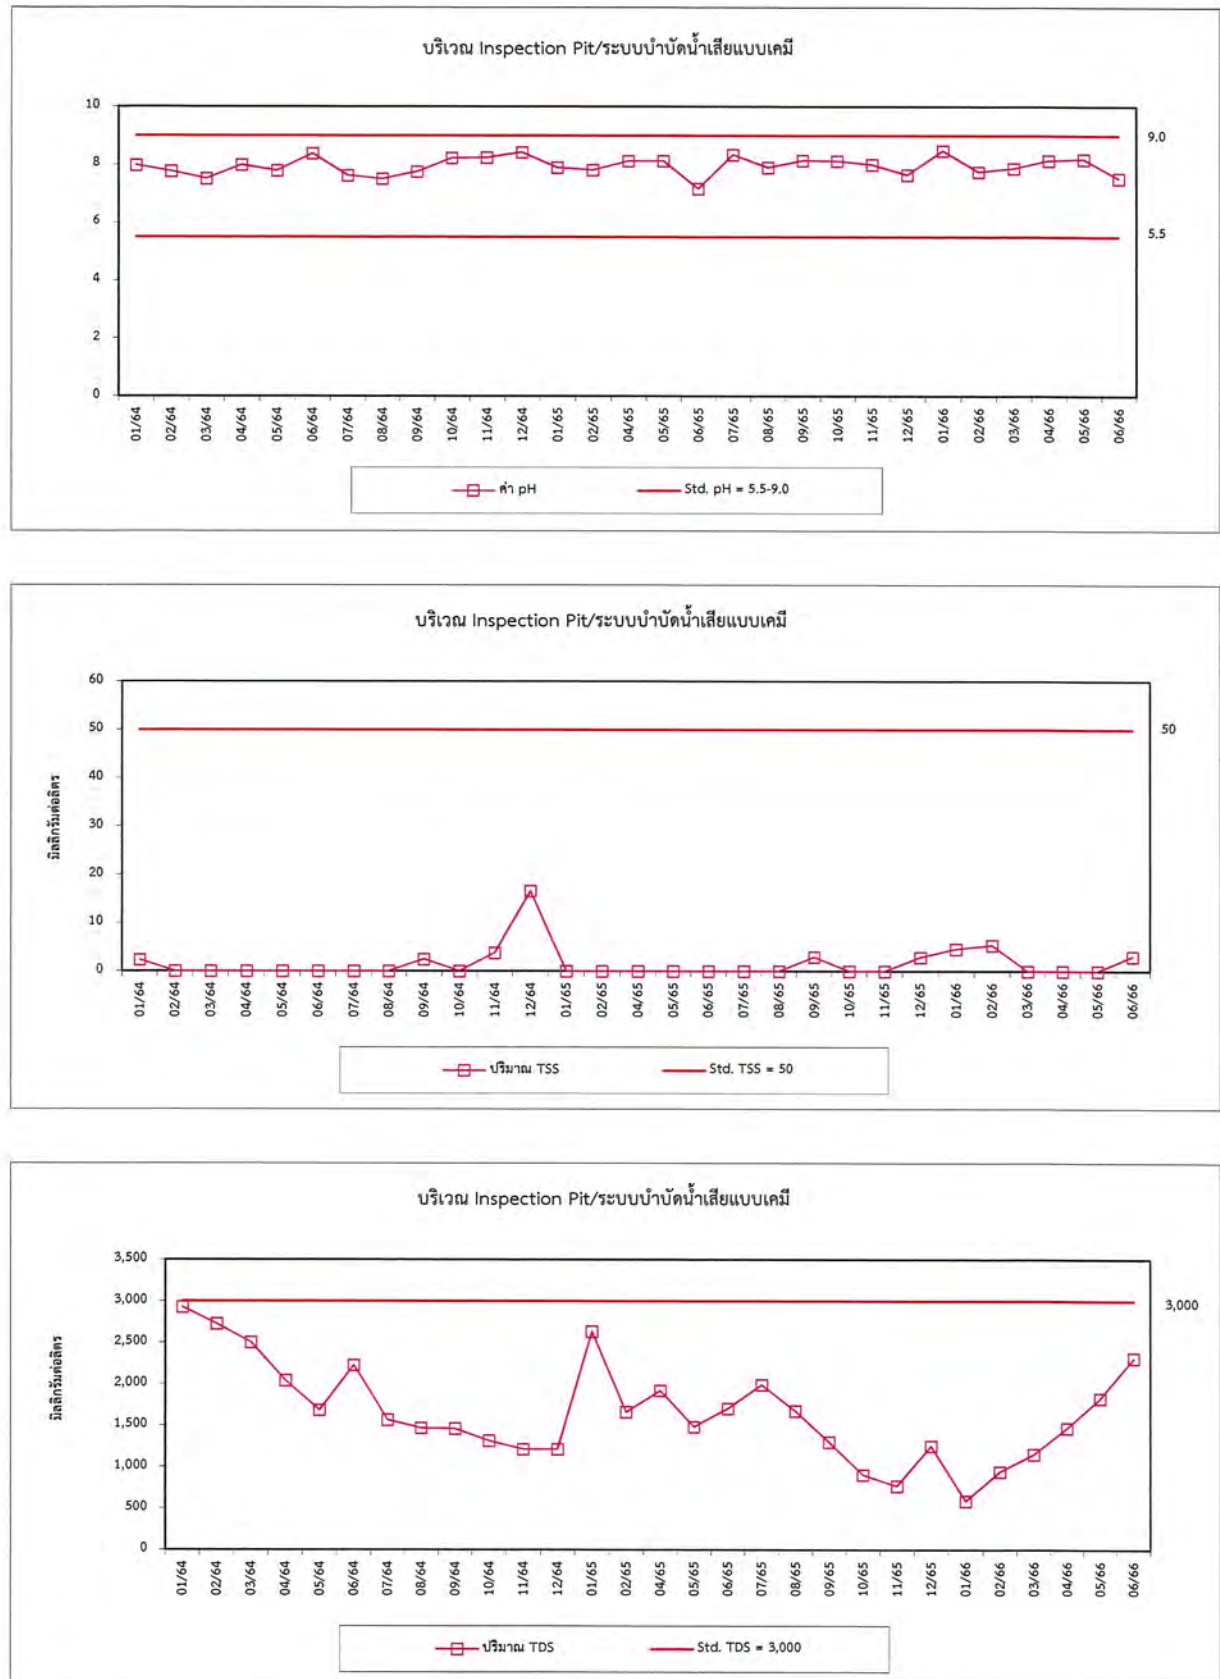 บริเวณ Inspection Pit/ระบบบำบัดน้ำเสียแบบเคมี
10
8
6
4
2
0
9.0
5.5
01/64 02/64 03/64 04/64 05/64 06/64 07/64 08/64 09/64 10/64 11/64 12/64 01/65 02/65 04/65 05/65 06/65 07/65 08/65 09/65 10/65 11/65 12/65 01/66 02/66 03/66 04/66 05/66 06/66
ค่า pH Std. pH = 5.5-9.0
บริเวณ Inspection Pit/ระบบบำบัดน้ำเสียแบบเคมี
มิลลิกรัมต่อลิตร
60
50
40
30
20
10
0
50
01/64 02/64 03/64 04/64 05/64 06/64 07/64 08/64 09/64 10/64 11/64 12/64 01/65 02/65 04/65 05/65 06/65 07/65 08/65 09/65 10/65 11/65 12/65 01/66 02/66 03/66 04/66 05/66 06/66
ปริมาณ TSS Std. TSS = 50
บริเวณ Inspection Pit/ระบบบำบัดน้ำเสียแบบเคมี
มิลลิกรัมต่อลิตร
3,500
3,000
2,500
2,000
1,500
1,000
500
0
3,000
01/64 02/64 03/64 04/64 05/64 06/64 07/64 08/64 09/64 10/64 11/64 12/64 01/65 02/65 04/65 05/65 06/65 07/65 08/65 09/65 10/65 11/65 12/65 01/66 02/66 03/66 04/66 05/66 06/66
ปริมาณ TDS Std. TDS = 3,000